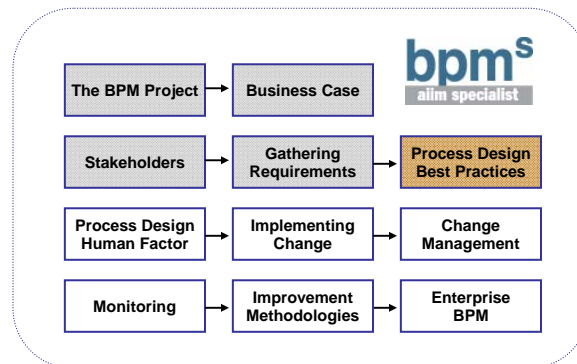 bpms
aiim specialist
The BPM Project
Business Case
Stakeholders
Gathering
Requirements
Process Design
Best Practices
Process Design
Human Factor
Implementing
Change
Change
Management
Monitoring
Improvement
Methodologies
Enterprise
BPM